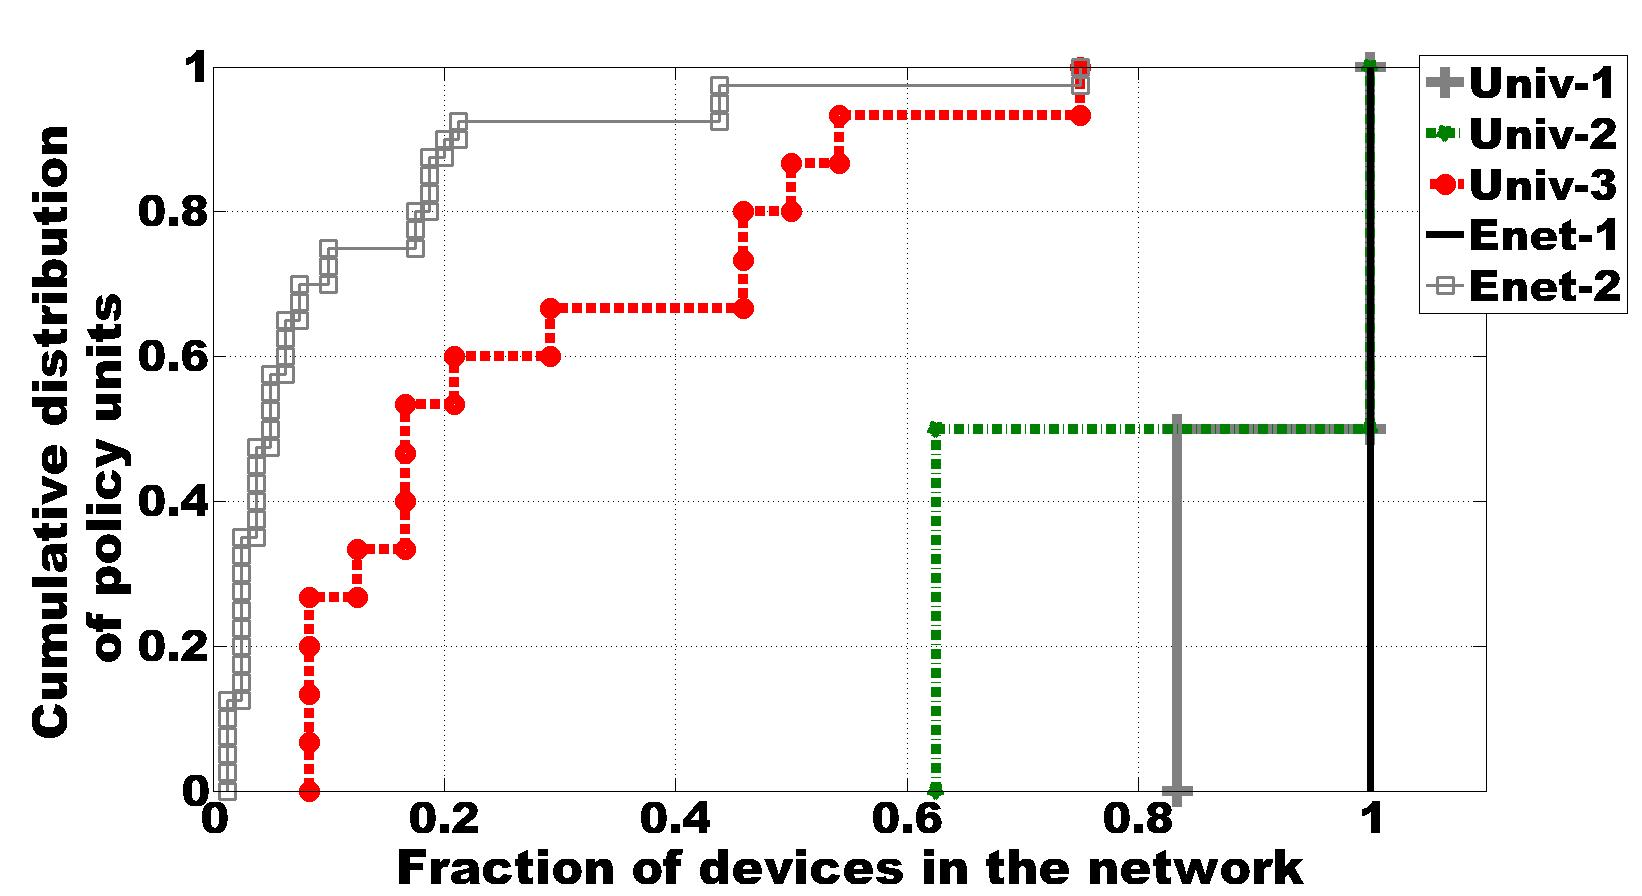 Cumulative distribution
of policy units
1
0.8
0.6
0.4
0.2
0
0 0.2 0.4 0.6 0.8 1
Fraction of devices in the network
Univ-1
Univ-2
Univ-3
Enet-1
Enet-2